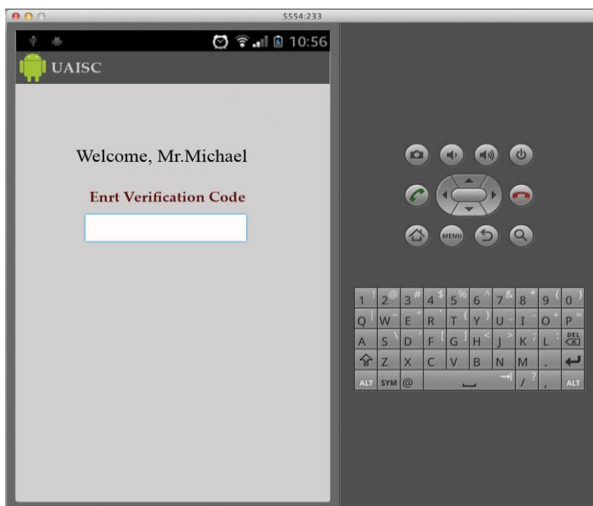 5554:233
10:56
UAISC
Welcome, Mr.Michael
Enrt Verification Code
MENU
1 ! 2 @ 3 # 4 $ 5 % 6 ^ 7 & 8 * 9 ( 0 )
Q W E R T Y U I O P
A S D F G H J K L DEL
Z X C V B N M .
ALT SYM @ / ? , ALT